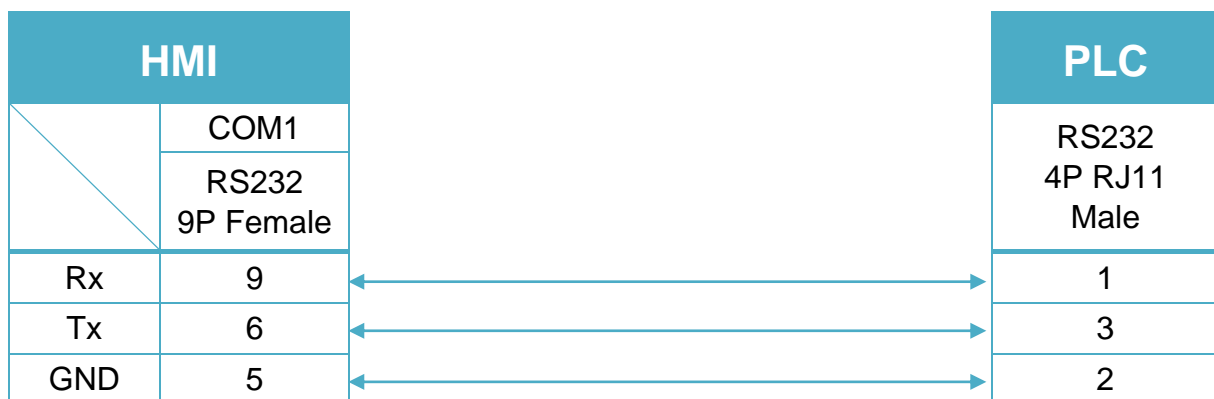 HMI PLC
COM1
RS232
9P Female
RS232
4P RJ11
Male
Rx 9 1
Tx 6 3
GND 5 2